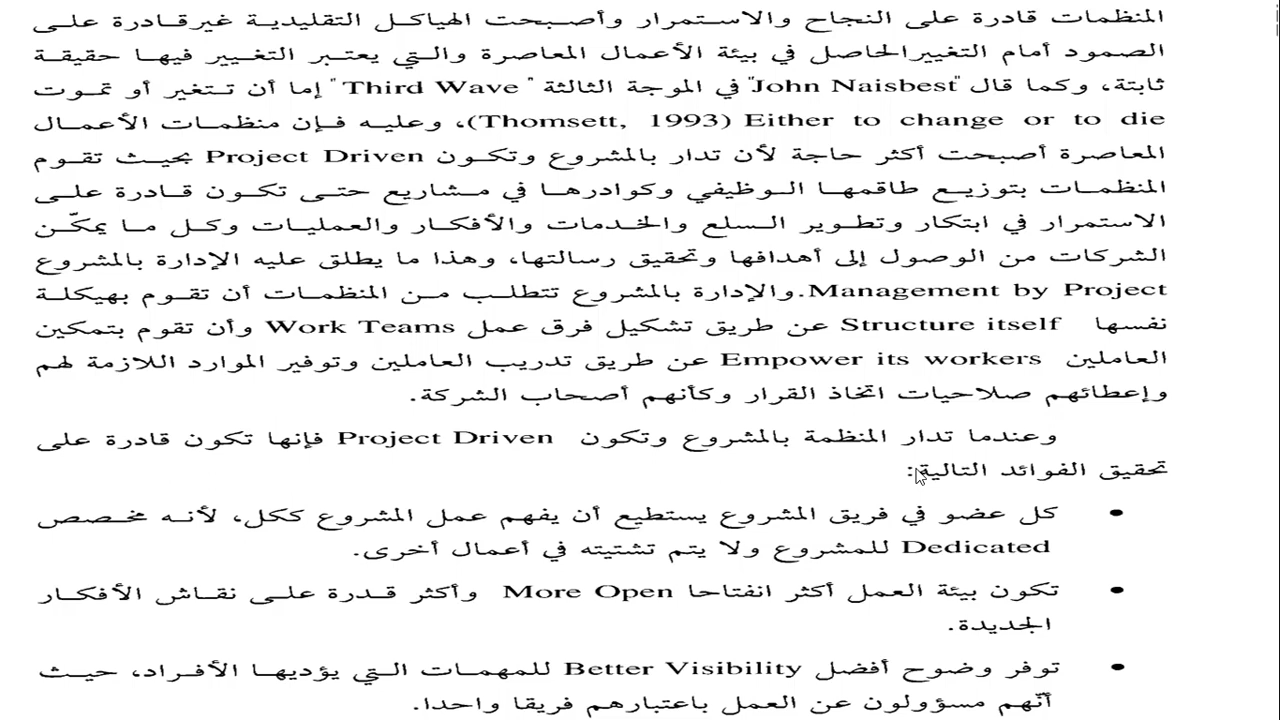 المنظمات قادرة على النجاح والاستمرار وأصبحت الهياكل التقليدية غيرقادرة على
الصمود أمام التغييرالحاصل في بيئة الأعمال المعاصرة والتي يعتبر التغيير فيها حقيقة
ثابتة، وكما قال "John Naisbest" في الموجة الثالثة " Third Wave " إما أن تتغير أو تموت
Either to change or to die (Thomsett, 1993)، وعليه فإن منظمات الأعمال
المعاصرة أصبحت أكثر حاجة لأن تدار بالمشروع وتكون Project Driven بحيث تقوم
المنظمات بتوزيع طاقمها الوظيفي وكوادرها في مشاريع حتى تكون قادرة على
الاستمرار في ابتكار وتطوير السلع والخدمات والأفكار والعمليات وكل ما يمكّن
الشركات من الوصول إلى أهدافها وتحقيق رسالتها، وهذا ما يطلق عليه الإدارة بالمشروع
Management by Project.والإدارة بالمشروع تتطلب من المنظمات أن تقوم بهيكلة
نفسها Structure itself عن طريق تشكيل فرق عمل Work Teams وأن تقوم بتمكين
العاملين Empower its workers عن طريق تدريب العاملين وتوفير الموارد اللازمة لهم
وإعطائهم صلاحيات اتخاذ القرار وكأنهم أصحاب الشركة.
وعندما تدار المنظمة بالمشروع وتكون Project Driven فإنها تكون قادرة على
تحقيق الفوائد التالية:
• كل عضو في فريق المشروع يستطيع أن يفهم عمل المشروع ككل، لأنه مخصص
Dedicated للمشروع ولا يتم تشتيته في أعمال أخرى.
• تكون بيئة العمل أكثر انفتاحا More Open وأكثر قدرة على نقاش الأفكار
الجديدة.
• توفر وضوح أفضل Better Visibility للمهمات التي يؤديها الأفراد، حيث
أنّهم مسؤولون عن العمل باعتبارهم فريقا واحدا.